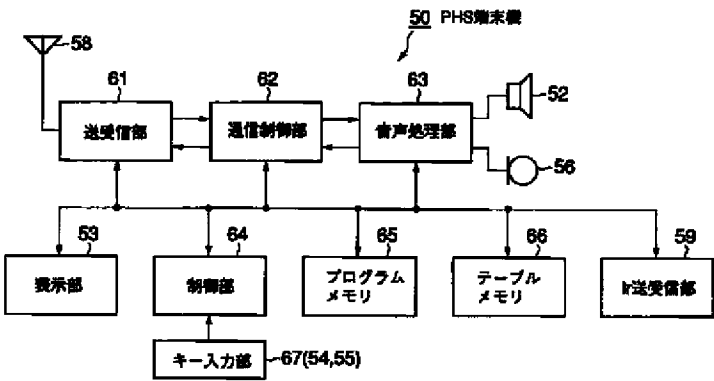 50 PHS端末機
58
61
62
63
52
送受信部
通信制御部
音声処理部
56
53
64
65
66
59
表示部
制御部
プログラム
メモリ
テーブル
メモリ
Ir送受信部
キー入力部
67(54,55)